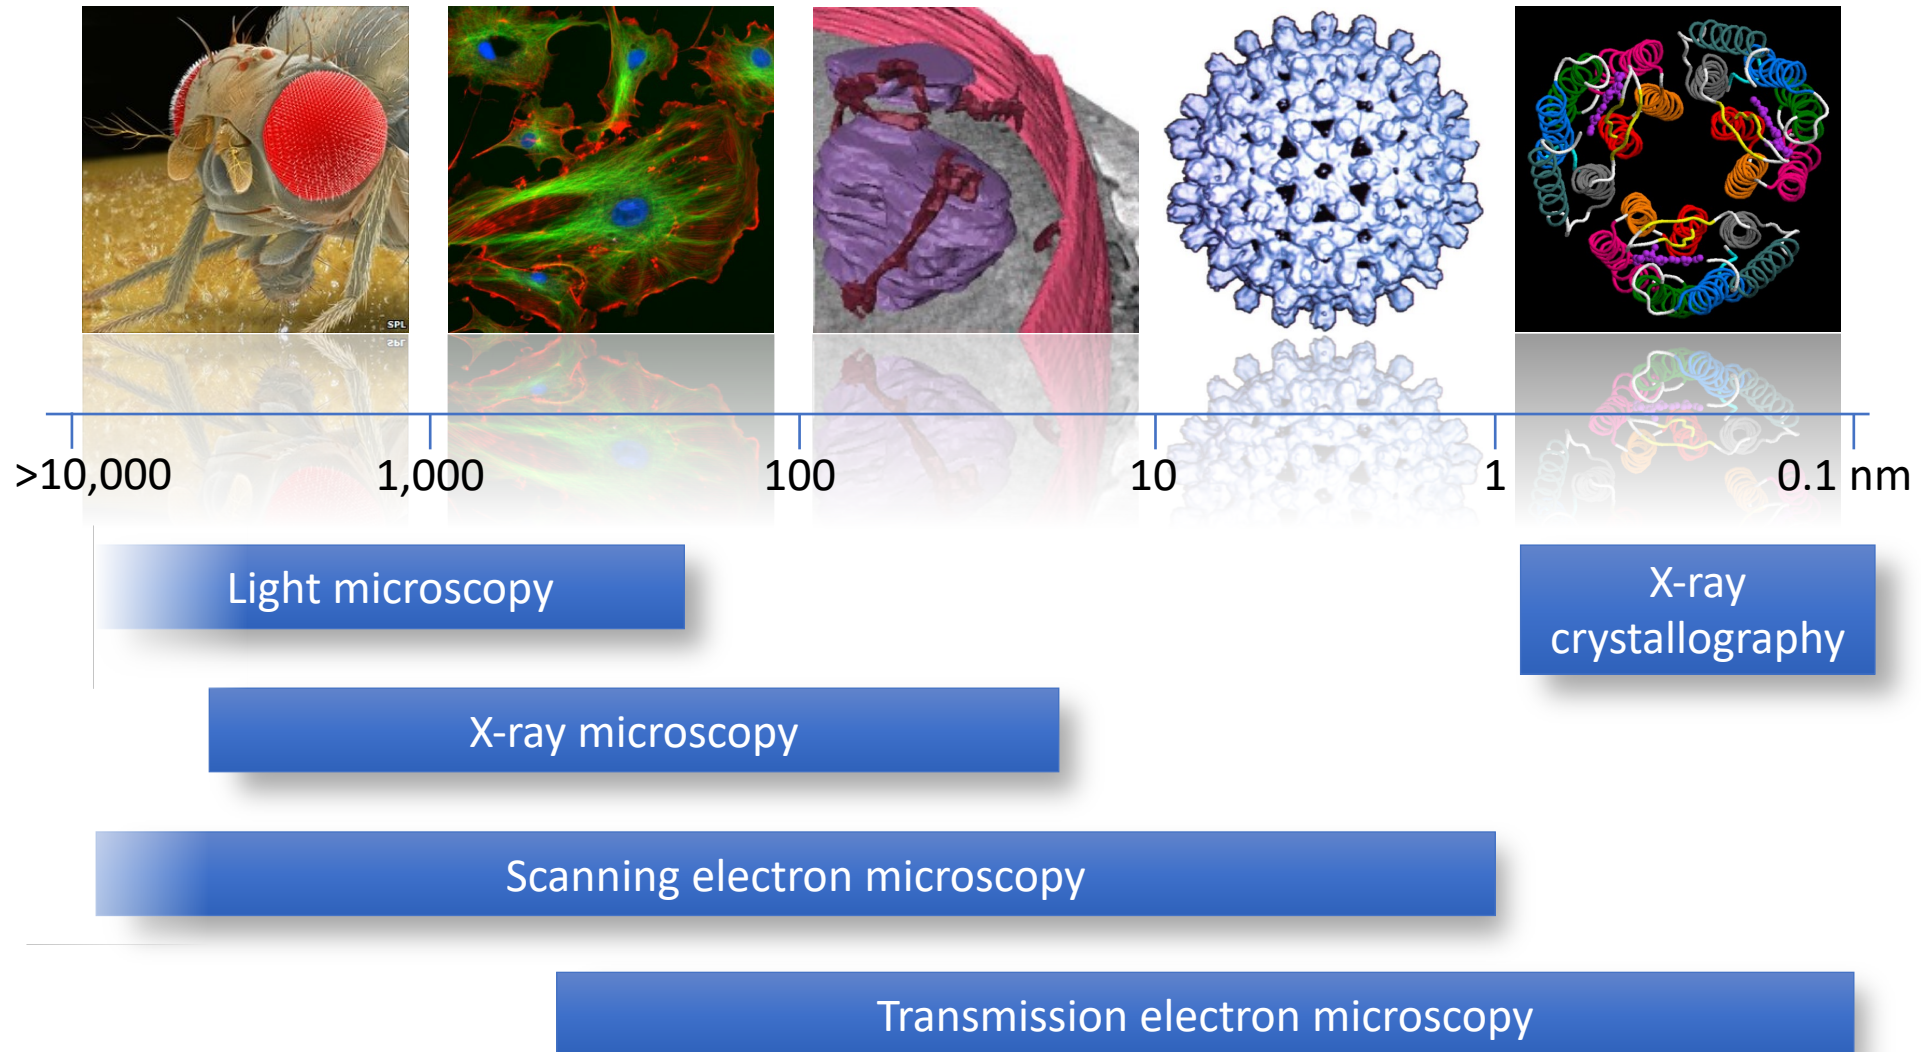 SPL
>10,000
1,000
100
10
1
0.1 nm
Light microscopy
X-ray
crystallography
X-ray microscopy
Scanning electron microscopy
Transmission electron microscopy